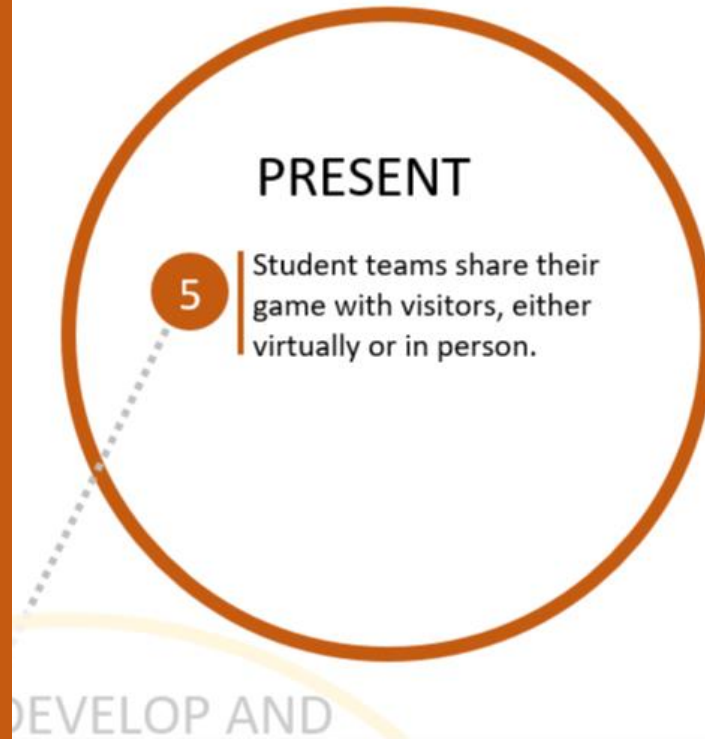 PRESENT
5
Student teams share their
game with visitors, either
virtually or in person.
DEVELOP AND